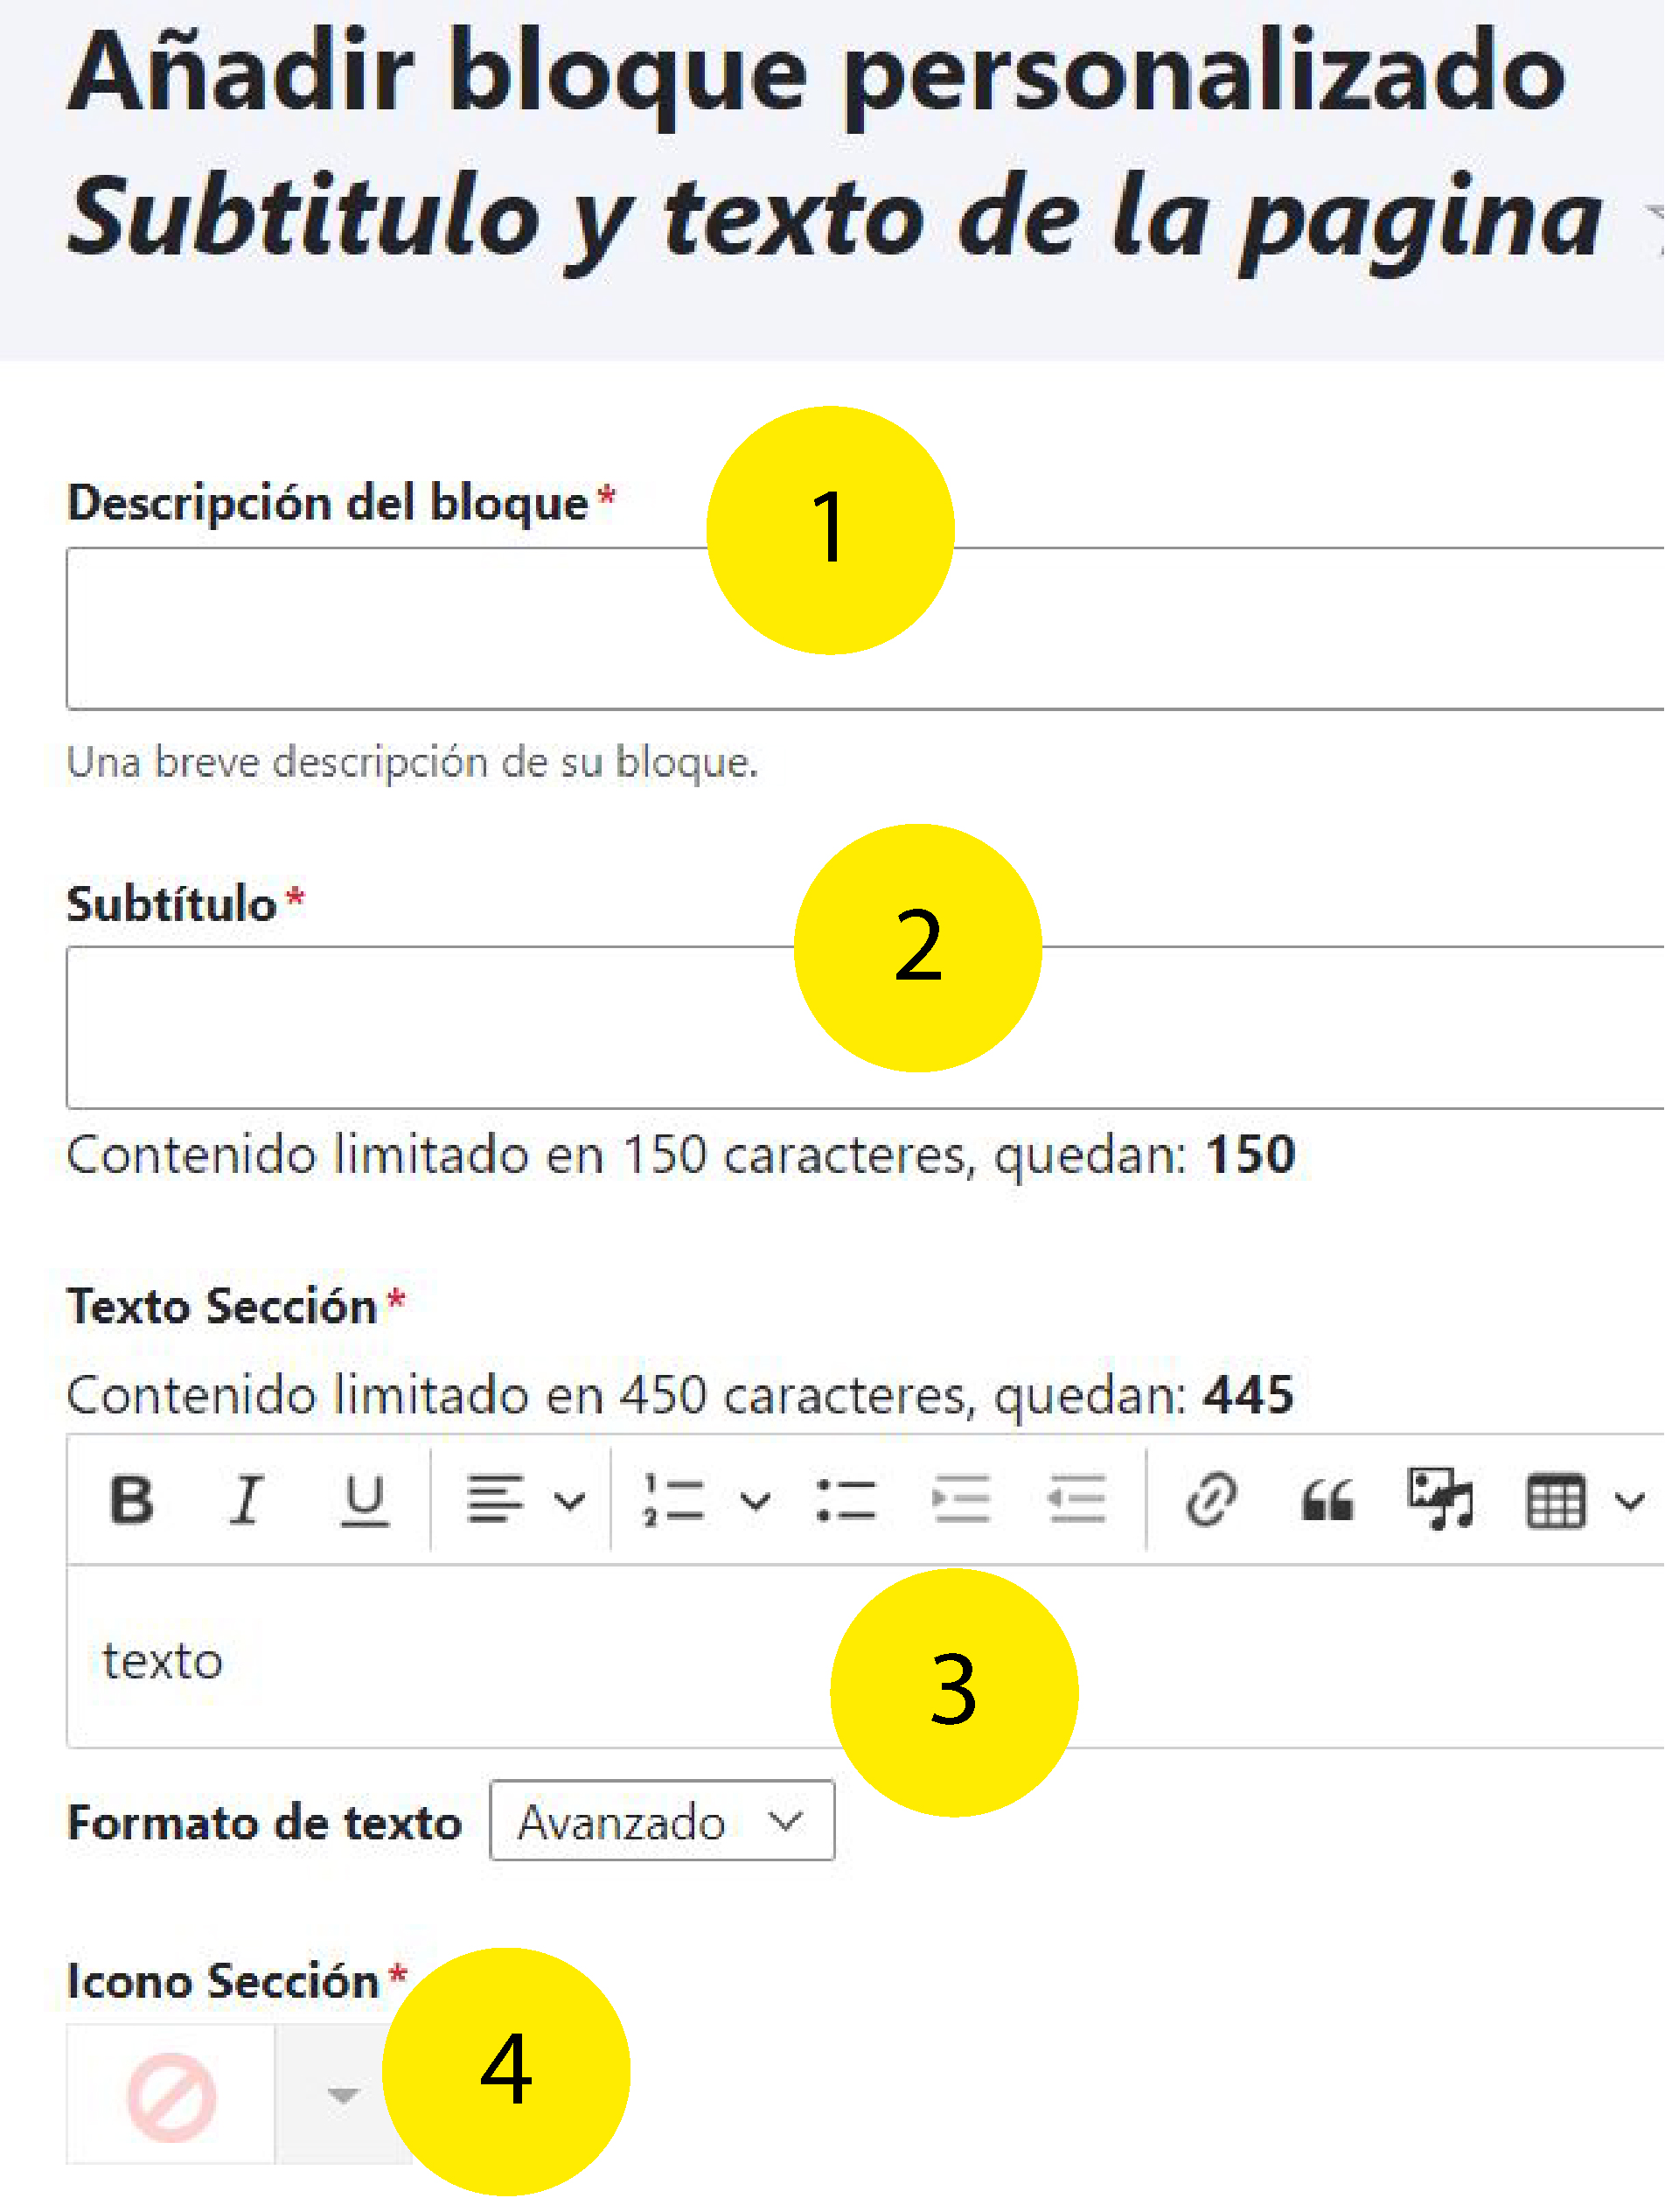 Añadir bloque personalizado
Subtitulo y texto de la pagina
Descripción del bloque*
1
Una breve descripción de su bloque.
Subtítulo*
2
Contenido limitado en 150 caracteres, quedan: 150
Texto Sección*
Contenido limitado en 450 caracteres, quedan: 445
B I U
texto
3
Formato de texto Avanzado
Icono Sección*
4